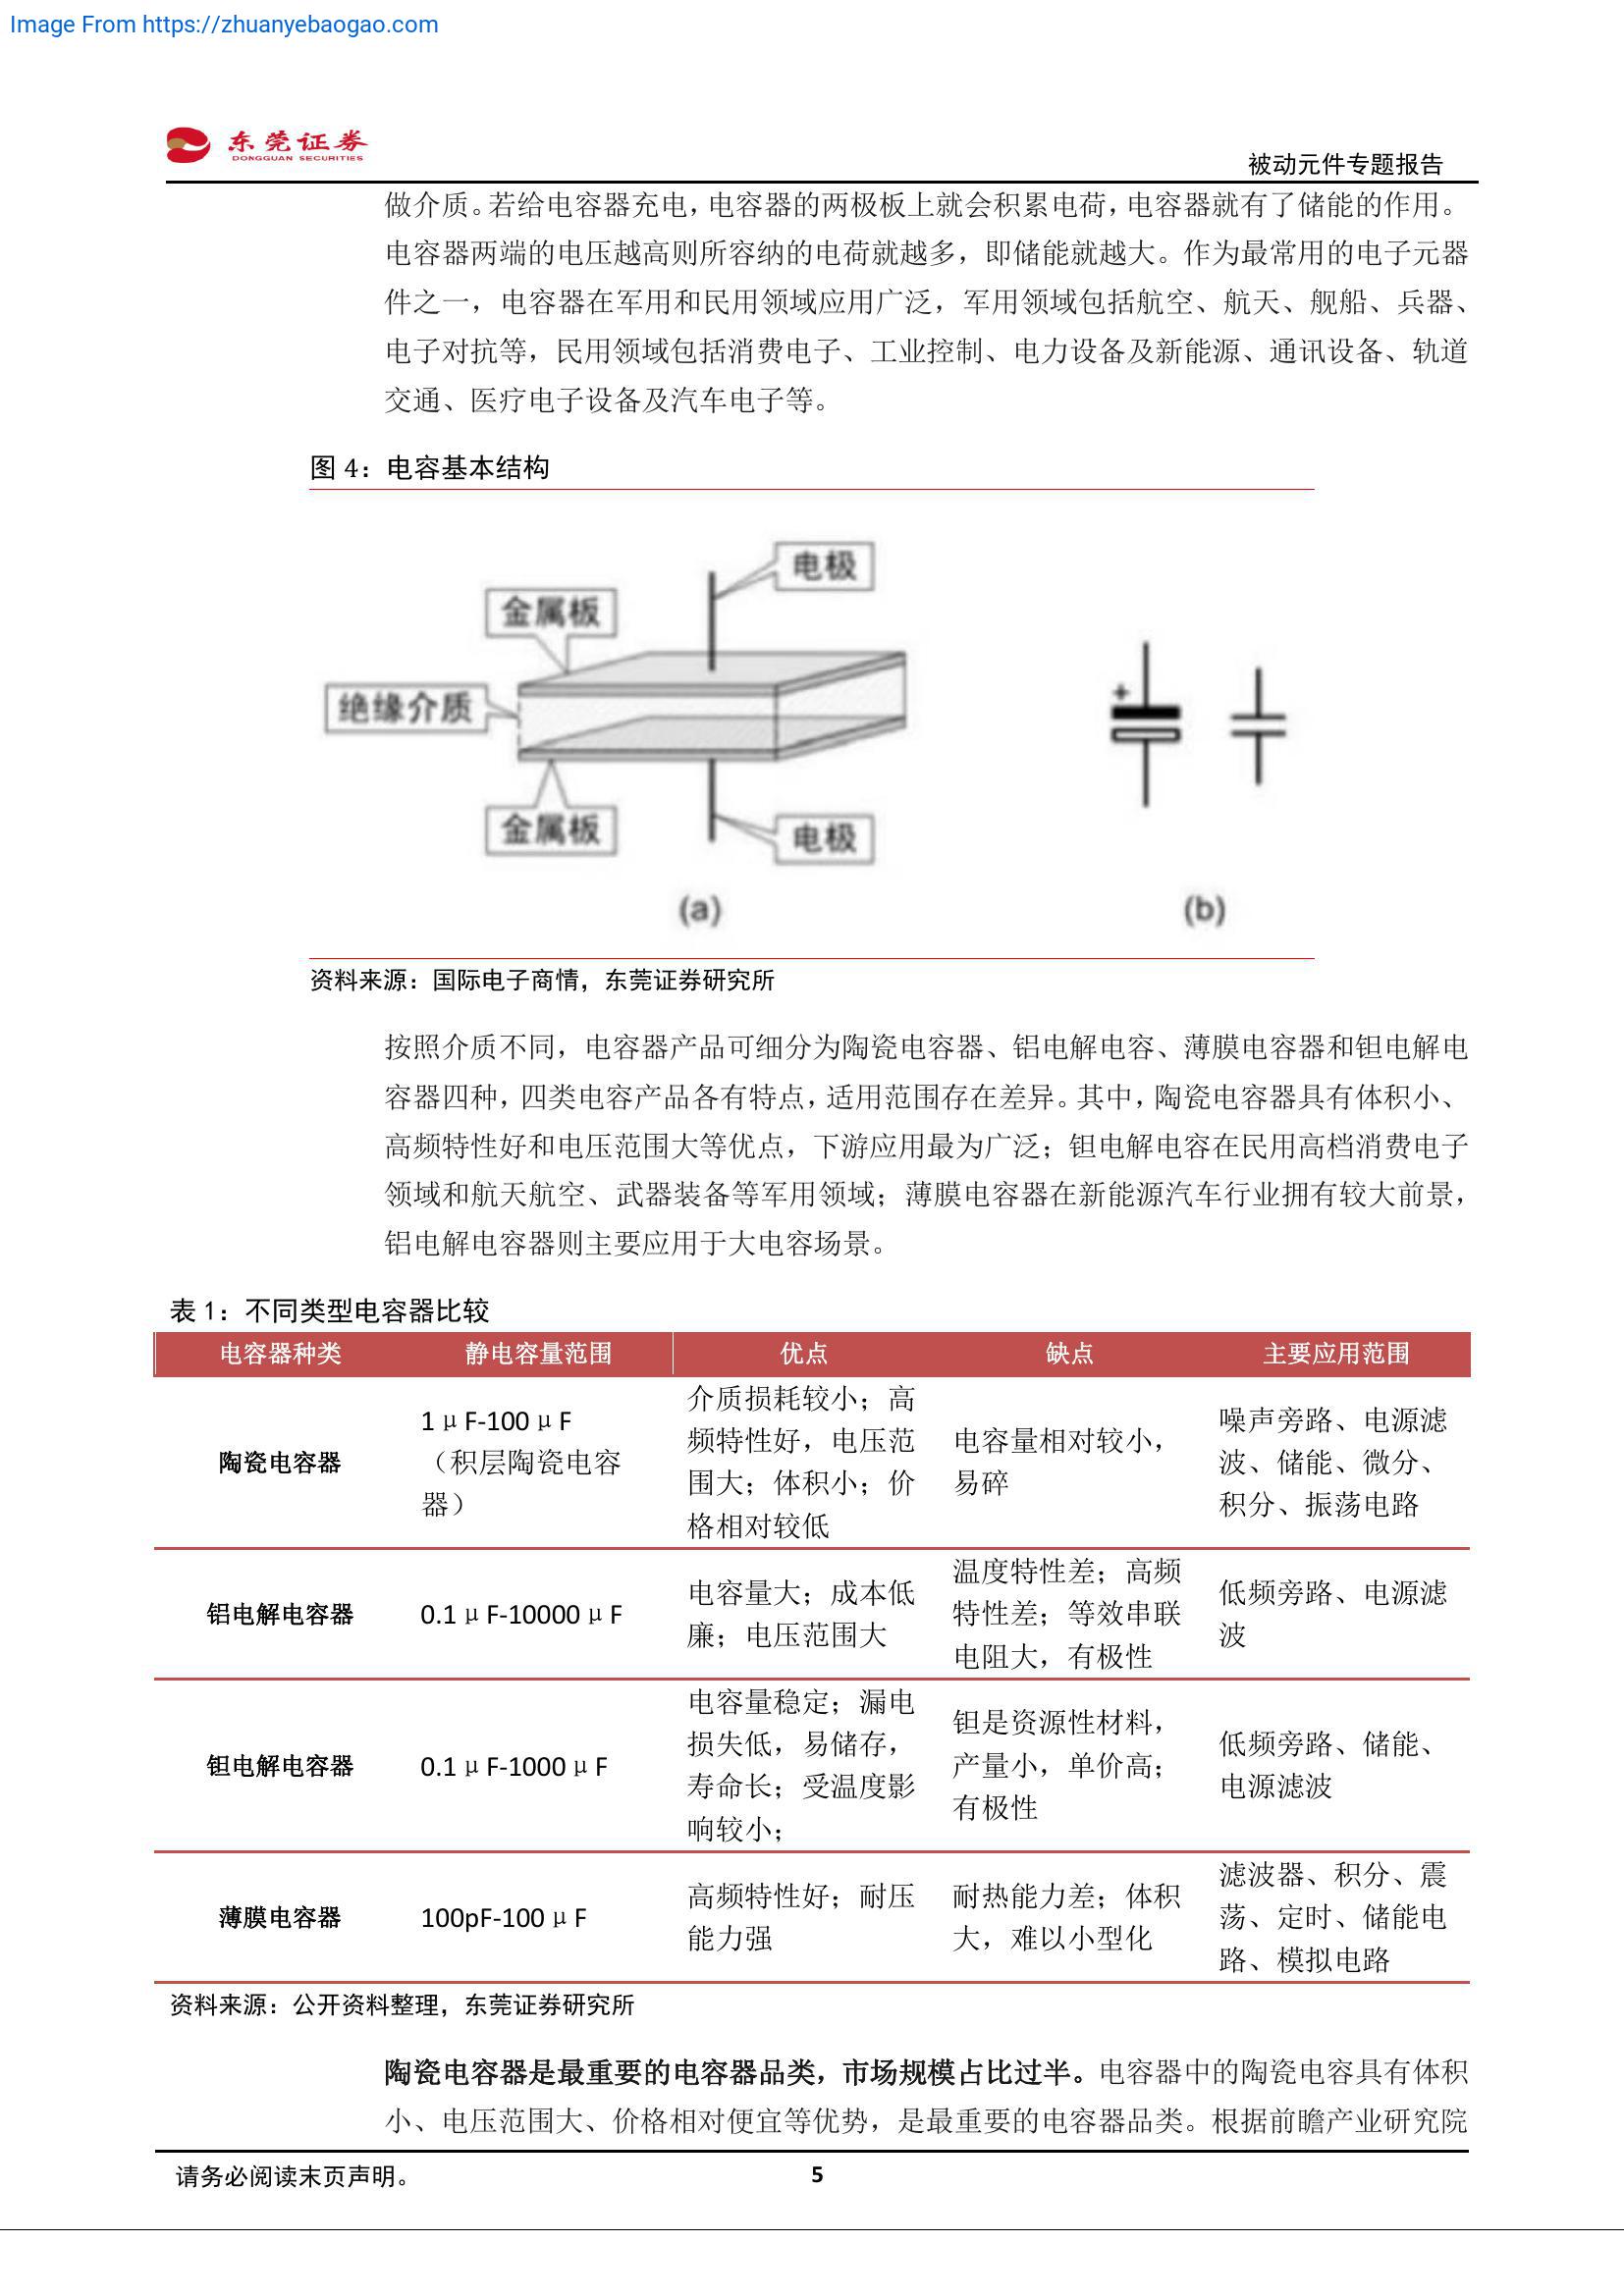 Image From https://zhuanyebaogao.com
东莞证券
DONGGUAN SECURITIES
被动元件专题报告
做介质。若给电容器充电，电容器的两极板上就会积累电荷，电容器就有了储能的作用。
电容器两端的电压越高则所容纳的电荷就越多，即储能就越大。作为最常用的电子元器
件之一，电容器在军用和民用领域应用广泛，军用领域包括航空、航天、舰船、兵器、
电子对抗等，民用领域包括消费电子、工业控制、电力设备及新能源、通讯设备、轨道
交通、医疗电子设备及汽车电子等。
图 4：电容基本结构
电极
金属板
绝缘介质
+
金属板
电极
(a)
(b)
资料来源：国际电子商情，东莞证券研究所
按照介质不同，电容器产品可细分为陶瓷电容器、铝电解电容、薄膜电容器和钽电解电
容器四种，四类电容产品各有特点，适用范围存在差异。其中，陶瓷电容器具有体积小、
高频特性好和电压范围大等优点，下游应用最为广泛；钽电解电容在民用高档消费电子
领域和航天航空、武器装备等军用领域；薄膜电容器在新能源汽车行业拥有较大前景，
铝电解电容器则主要应用于大电容场景。
表 1：不同类型电容器比较
电容器种类 静电容量范围 优点 缺点 主要应用范围
陶瓷电容器
1μF-100μF
（积层陶瓷电容
器）
介质损耗较小；高
频特性好，电压范
围大；体积小；价
格相对较低
电容量相对较小，
易碎
噪声旁路、电源滤
波、储能、微分、
积分、振荡电路
铝电解电容器
0.1μF-10000μF
电容量大；成本低
廉；电压范围大
温度特性差；高频
特性差；等效串联
电阻大，有极性
低频旁路、电源滤
波
钽电解电容器
0.1μF-1000μF
电容量稳定；漏电
损失低，易储存，
寿命长；受温度影
响较小；
钽是资源性材料，
产量小，单价高；
有极性
低频旁路、储能、
电源滤波
薄膜电容器
100pF-100μF
高频特性好；耐压
能力强
耐热能力差；体积
大，难以小型化
滤波器、积分、震
荡、定时、储能电
路、模拟电路
资料来源：公开资料整理，东莞证券研究所
陶瓷电容器是最重要的电容器品类，市场规模占比过半。电容器中的陶瓷电容具有体积
小、电压范围大、价格相对便宜等优势，是最重要的电容器品类。根据前瞻产业研究院
请务必阅读末页声明。
5